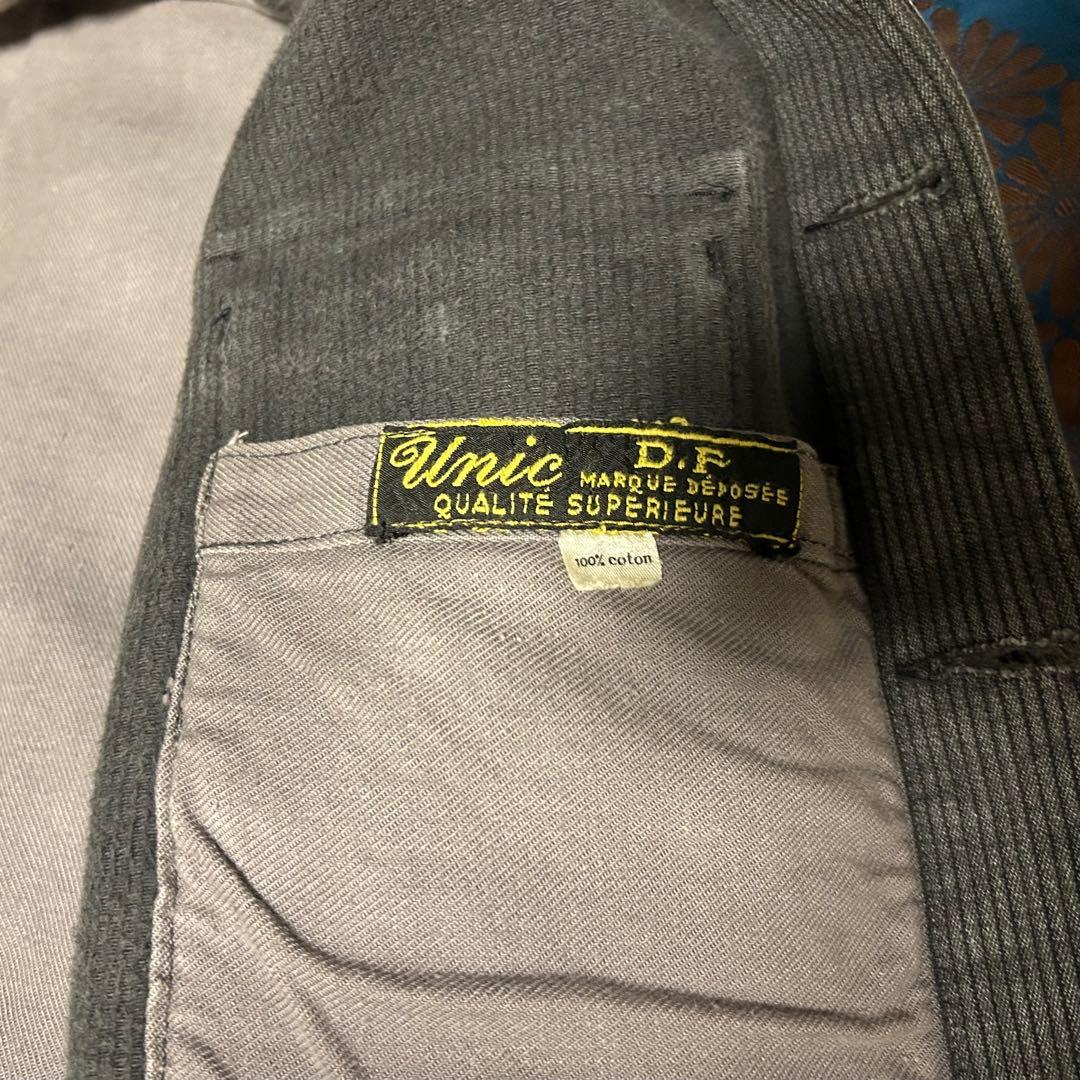 Unic D.F
MARQUE DÉPOSÉE
QUALITÉ SUPÉRIEURE
100% coton